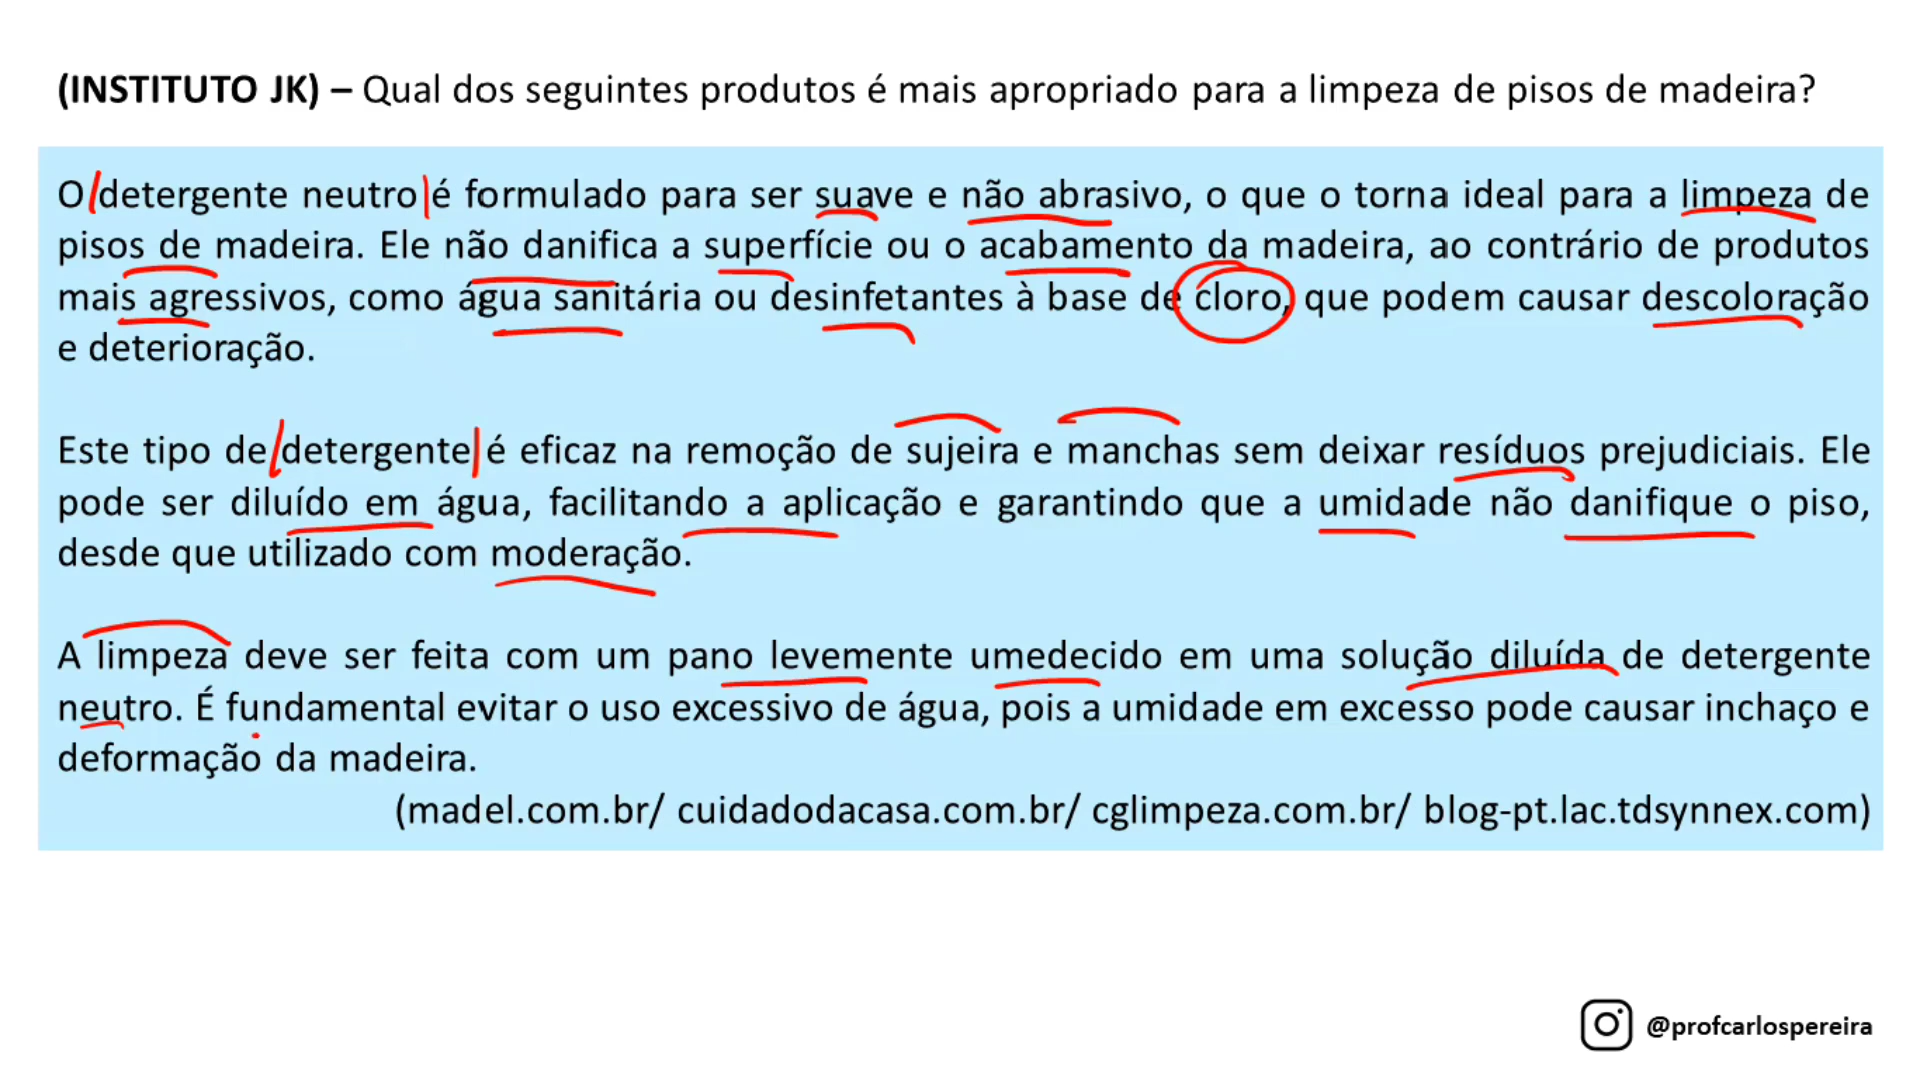 (INSTITUTO JK) – Qual dos seguintes produtos é mais apropriado para a limpeza de pisos de madeira?
O detergente neutro é formulado para ser suave e não abrasivo, o que o torna ideal para a limpeza de
pisos de madeira. Ele não danifica a superfície ou o acabamento da madeira, ao contrário de produtos
mais agressivos, como água sanitária ou desinfetantes à base de cloro, que podem causar descoloração
e deterioração.
Este tipo de detergente é eficaz na remoção de sujeira e manchas sem deixar resíduos prejudiciais. Ele
pode ser diluído em água, facilitando a aplicação e garantindo que a umidade não danifique o piso,
desde que utilizado com moderação.
A limpeza deve ser feita com um pano levemente umedecido em uma solução diluída de detergente
neutro. É fundamental evitar o uso excessivo de água, pois a umidade em excesso pode causar inchaço e
deformação da madeira.
(madel.com.br/ cuidadodacasa.com.br/ cglimpeza.com.br/ blog-pt.lac.tdsynnex.com)
@profcarlospereira